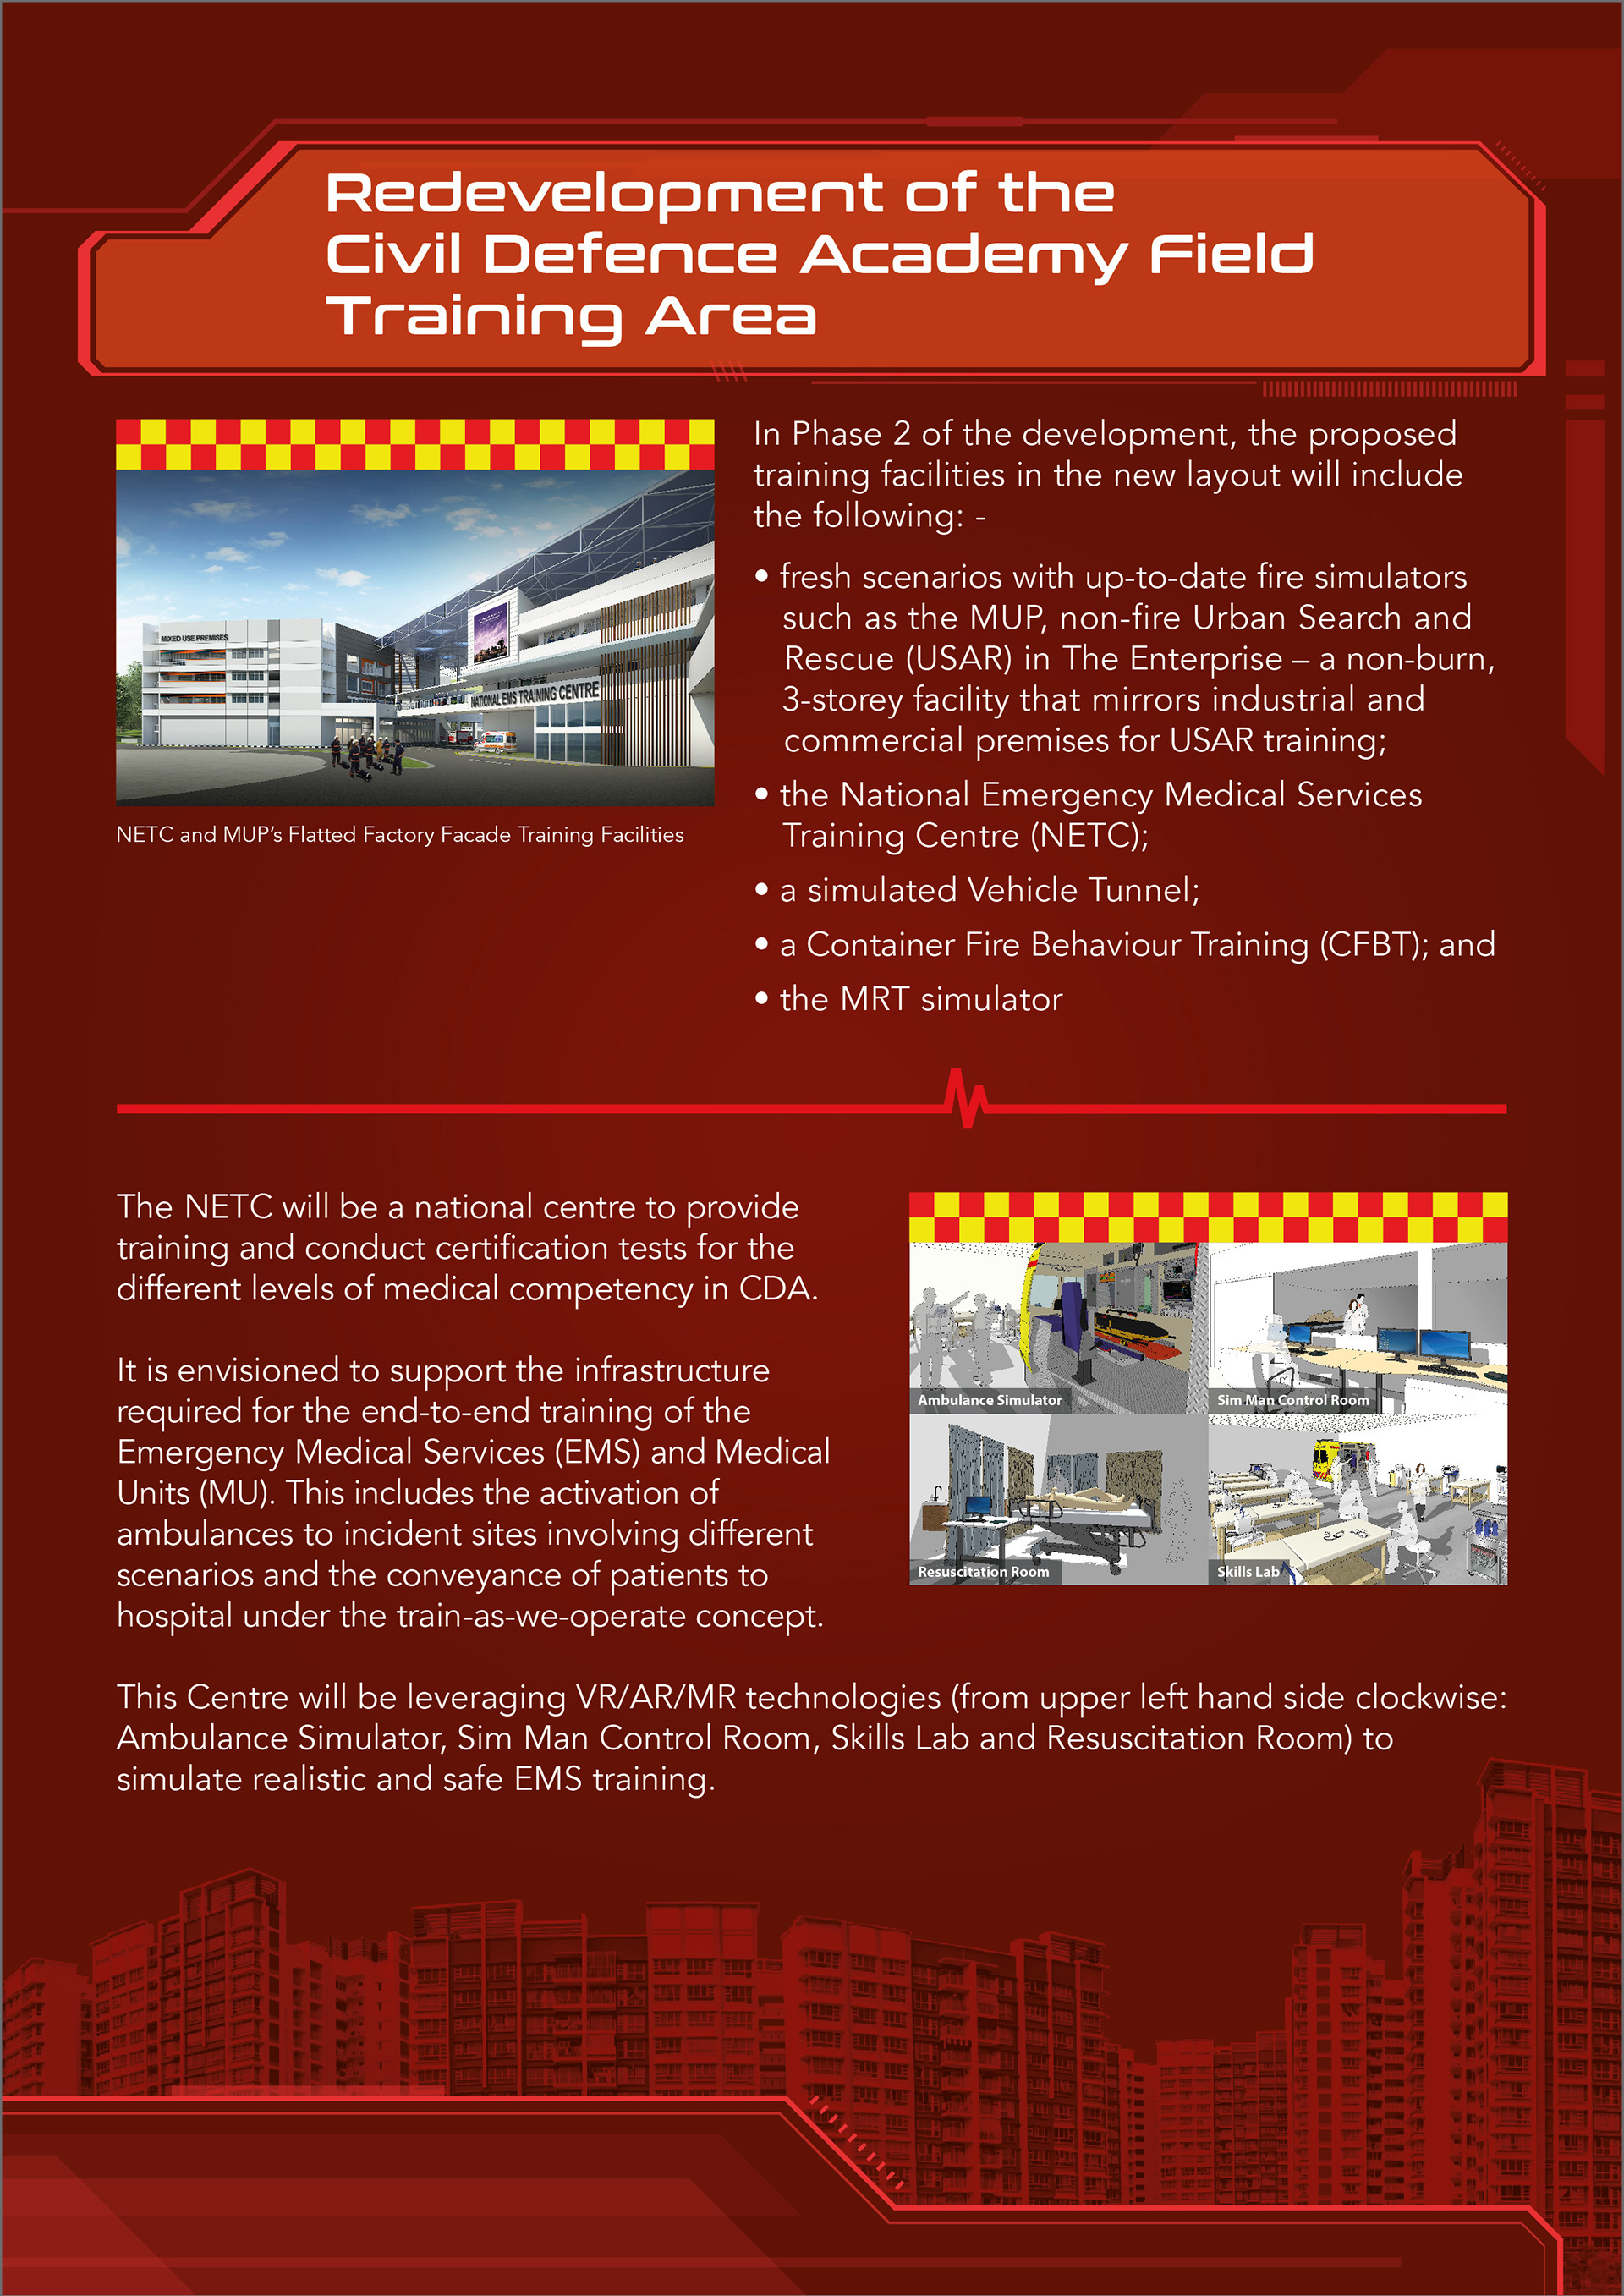 Redevelopment of the
Civil Defence Academy Field
Training Area
MIXED USE PREMISES
NATIONAL EMS TRAINING CENTRE
NETC and MUP’s Flatted Factory Facade Training Facilities
In Phase 2 of the development, the proposed
training facilities in the new layout will include
the following: -
• fresh scenarios with up-to-date fire simulators
such as the MUP, non-fire Urban Search and
Rescue (USAR) in The Enterprise – a non-burn,
3-storey facility that mirrors industrial and
commercial premises for USAR training;
• the National Emergency Medical Services
Training Centre (NETC);
• a simulated Vehicle Tunnel;
• a Container Fire Behaviour Training (CFBT); and
• the MRT simulator
The NETC will be a national centre to provide
training and conduct certification tests for the
different levels of medical competency in CDA.
It is envisioned to support the infrastructure
required for the end-to-end training of the
Emergency Medical Services (EMS) and Medical
Units (MU). This includes the activation of
ambulances to incident sites involving different
scenarios and the conveyance of patients to
hospital under the train-as-we-operate concept.
Ambulance Simulator
Sim Man Control Room
Resuscitation Room
Skills Lab
This Centre will be leveraging VR/AR/MR technologies (from upper left hand side clockwise:
Ambulance Simulator, Sim Man Control Room, Skills Lab and Resuscitation Room) to
simulate realistic and safe EMS training.